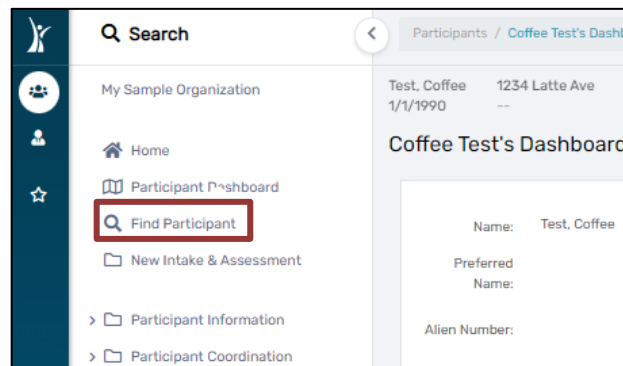 Search
Participants / Coffee Test's Dashb
My Sample Organization
Test, Coffee 1234 Latte Ave
1/1/1990 --
Home
Coffee Test's Dashboard
Participant Dashboard
Find Participant
Name: Test, Coffee
New Intake & Assessment
Preferred
Name:
Participant Information
Alien Number:
Participant Coordination